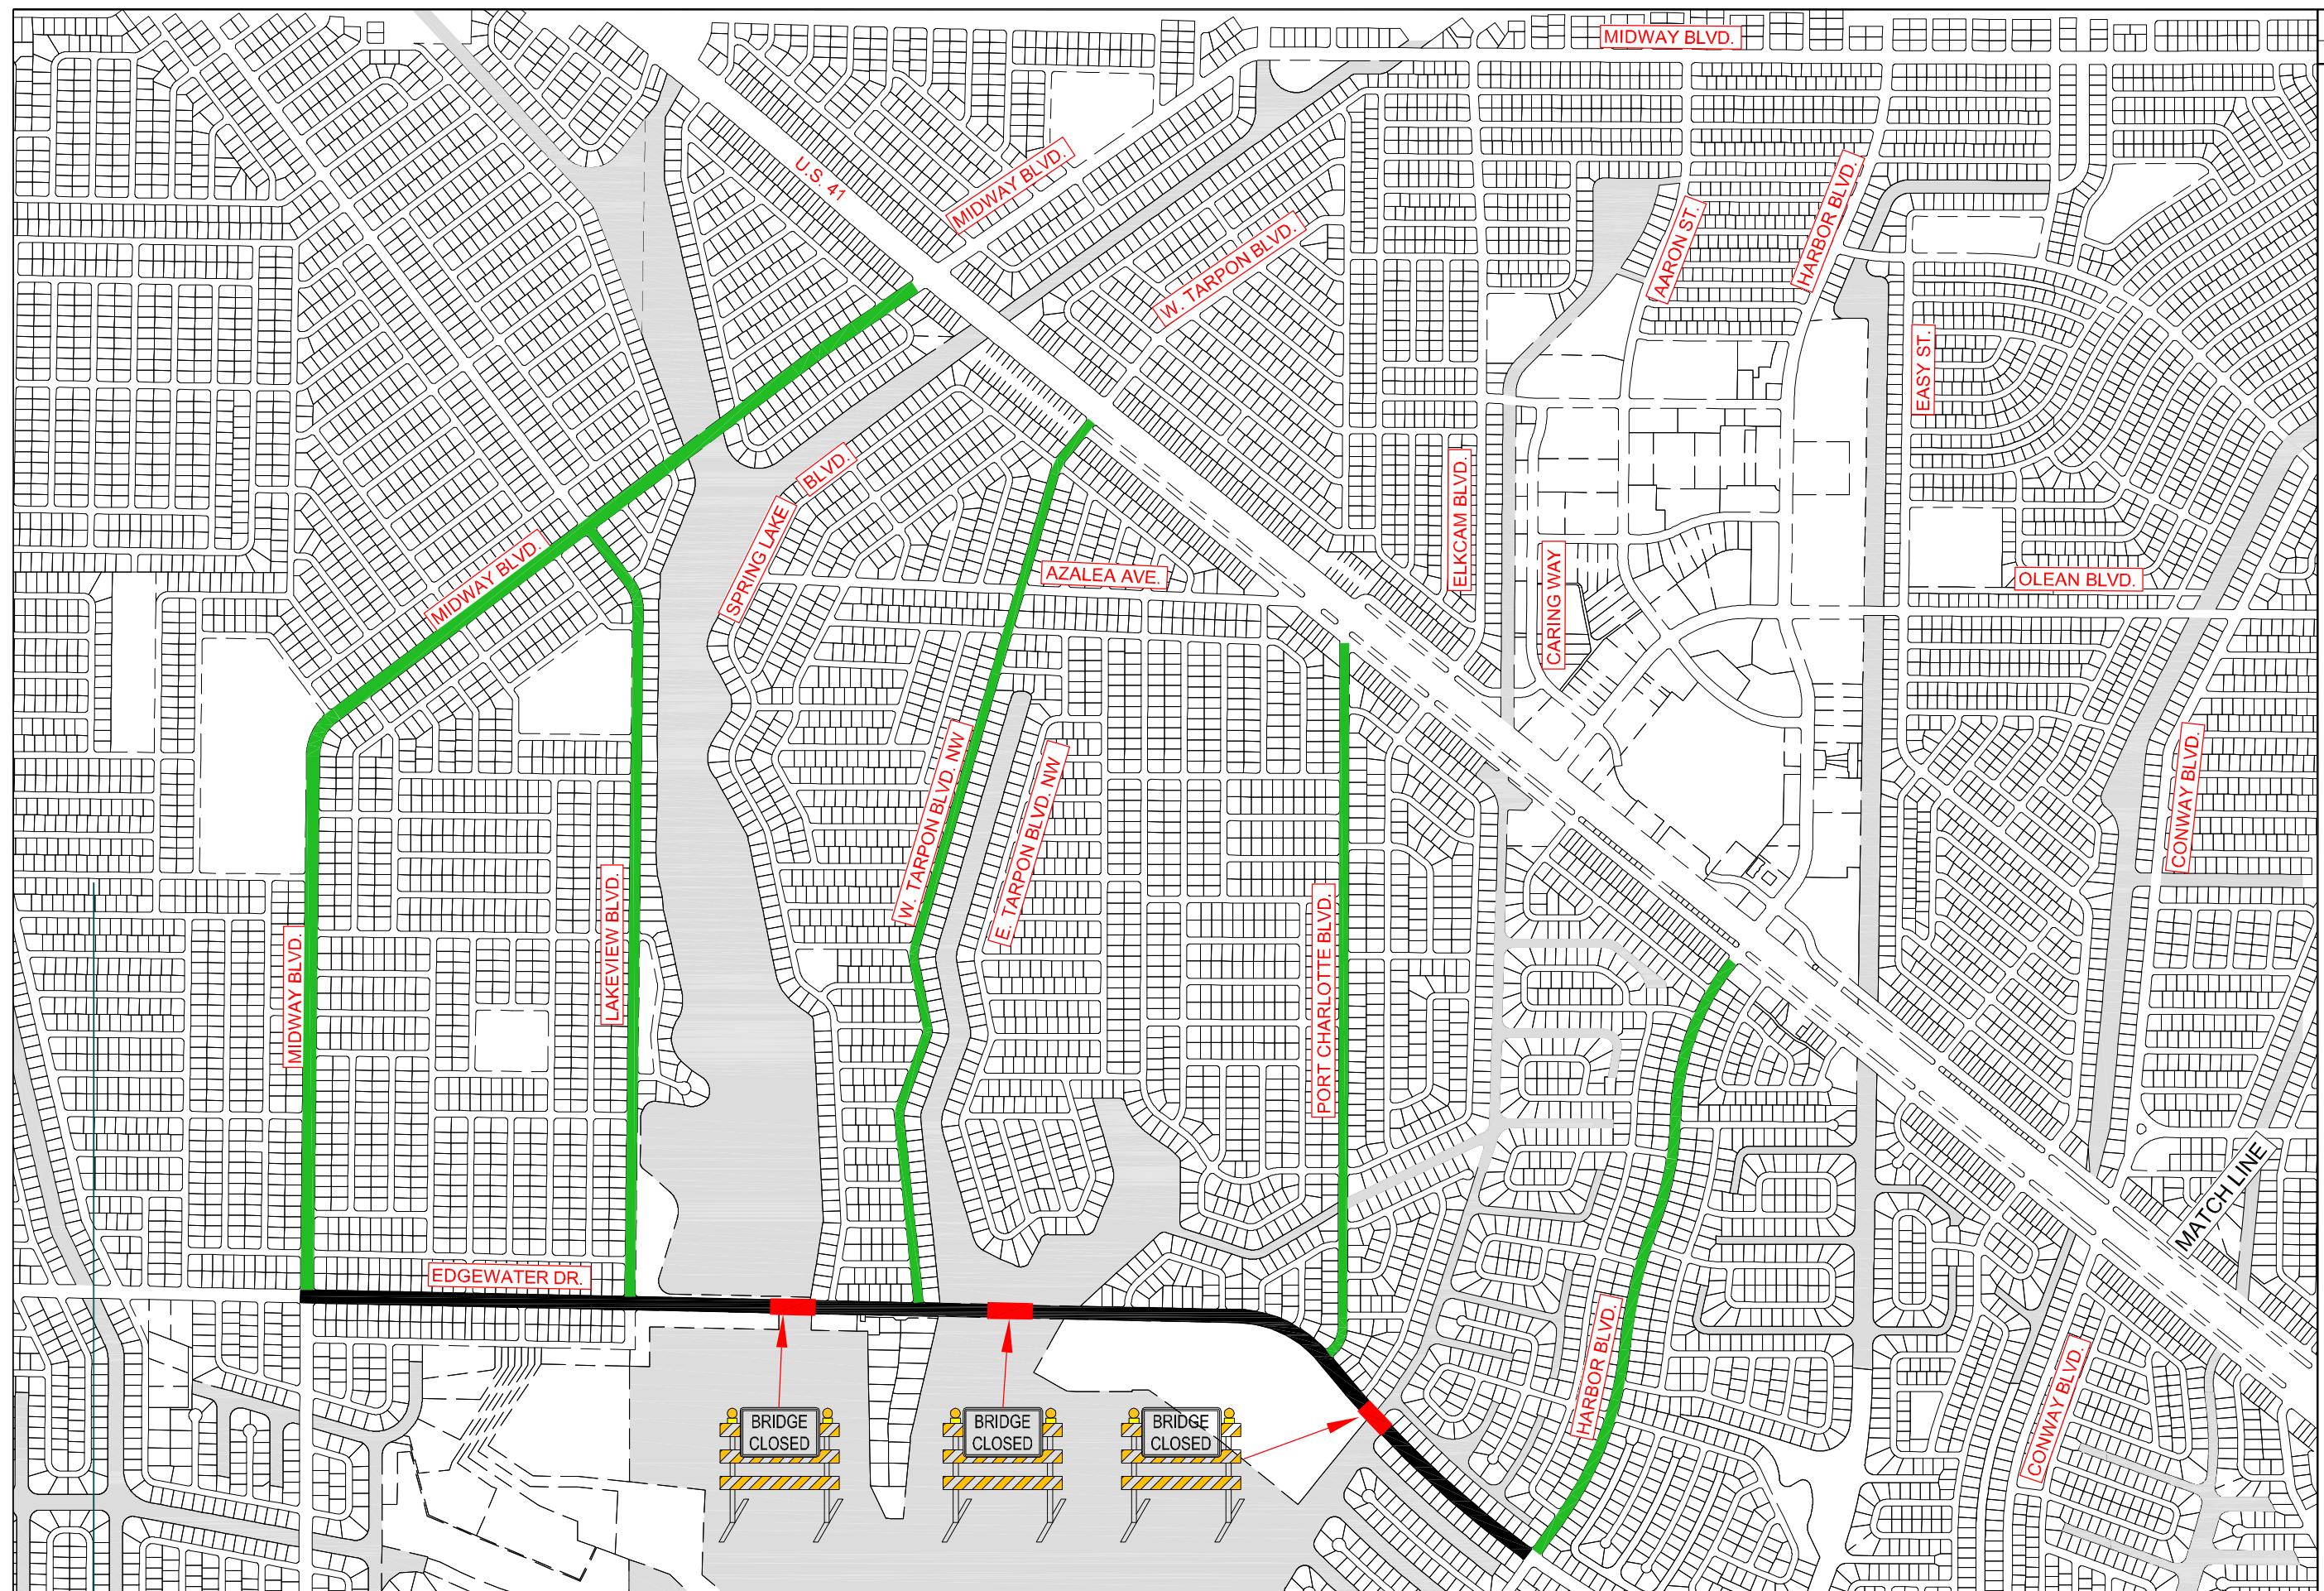 MIDWAY BLVD.
U.S. 41
MIDWAY BLVD.
W. TARPON BLVD.
AARON ST.
HARBOR BLVD.
EASY ST.
SPRING LAKE
BLVD.
ELKCAM BLVD.
MIDWAY BLVD.
AZALEA AVE.
CARING WAY
OLEAN BLVD.
W. TARPON BLVD. NW
E. TARPON BLVD. NW
CONWAY BLVD.
MIDWAY BLVD.
LAKEVIEW BLVD.
PORT CHARLOTTE BLVD.
MATCH LINE
EDGEWATER DR.
HARBOR BLVD.
CONWAY BLVD.
BRIDGE
CLOSED
BRIDGE
CLOSED
BRIDGE
CLOSED